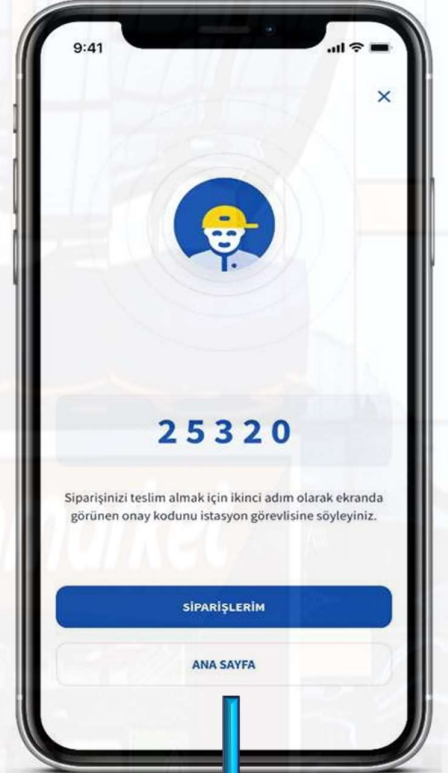 9:41
25320
Siparişinizi teslim almak için ikinci adım olarak ekranda
görünen onay kodunu istasyon görevlisine söyleyiniz.
market
SİPARİŞLERİM
ANA SAYFA